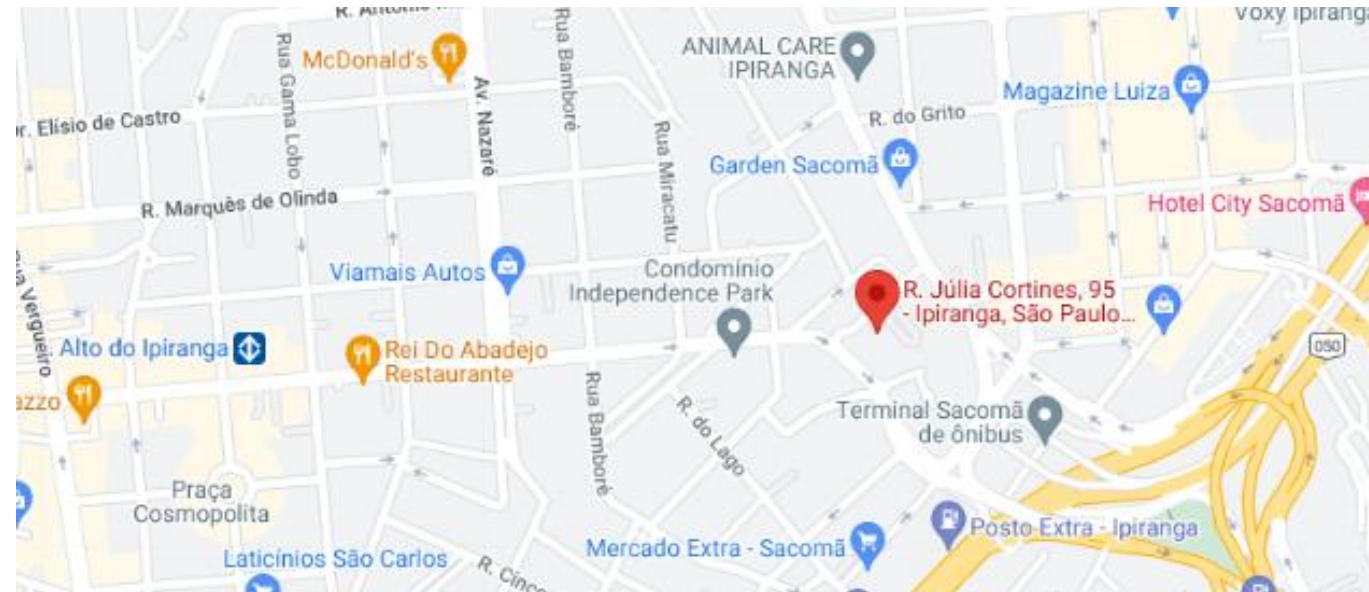 R. Antônio
Voxy Ipiranga
Rua Bamboré
ANIMAL CARE
IPIRANGA
McDonald's
Rua Gama Lobo
Av. Nazaré
Magazine Luiza
r. Elísio de Castro
R. do Grito
Rua Miracatu
Garden Sacomã
R. Marquês de Olinda
Hotel City Sacomã
Viamais Autos
Condomínio
Independence Park
R. Júlia Cortines, 95
- Ipiranga, São Paulo...
Vergueiro
Alto do Ipiranga
Rei Do Abadejo
Restaurante
050
azzo
Rua Bamboré
R. do Lago
Terminal Sacomã
de ônibus
Praça
Cosmopolita
Posto Extra - Ipiranga
Mercado Extra - Sacomã
Laticínios São Carlos
R. Cinco